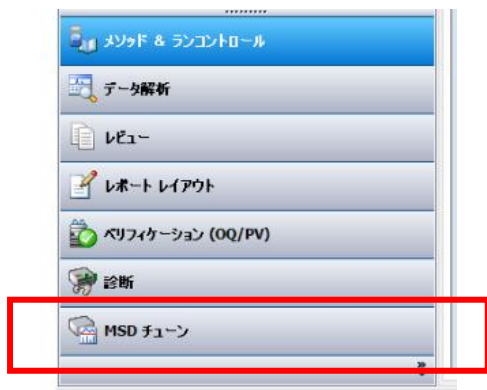 メソッド & ランコントロール
データ解析
レビュー
レポート レイアウト
ベリフィケーション (OQ/PV)
診断
MSD チューン